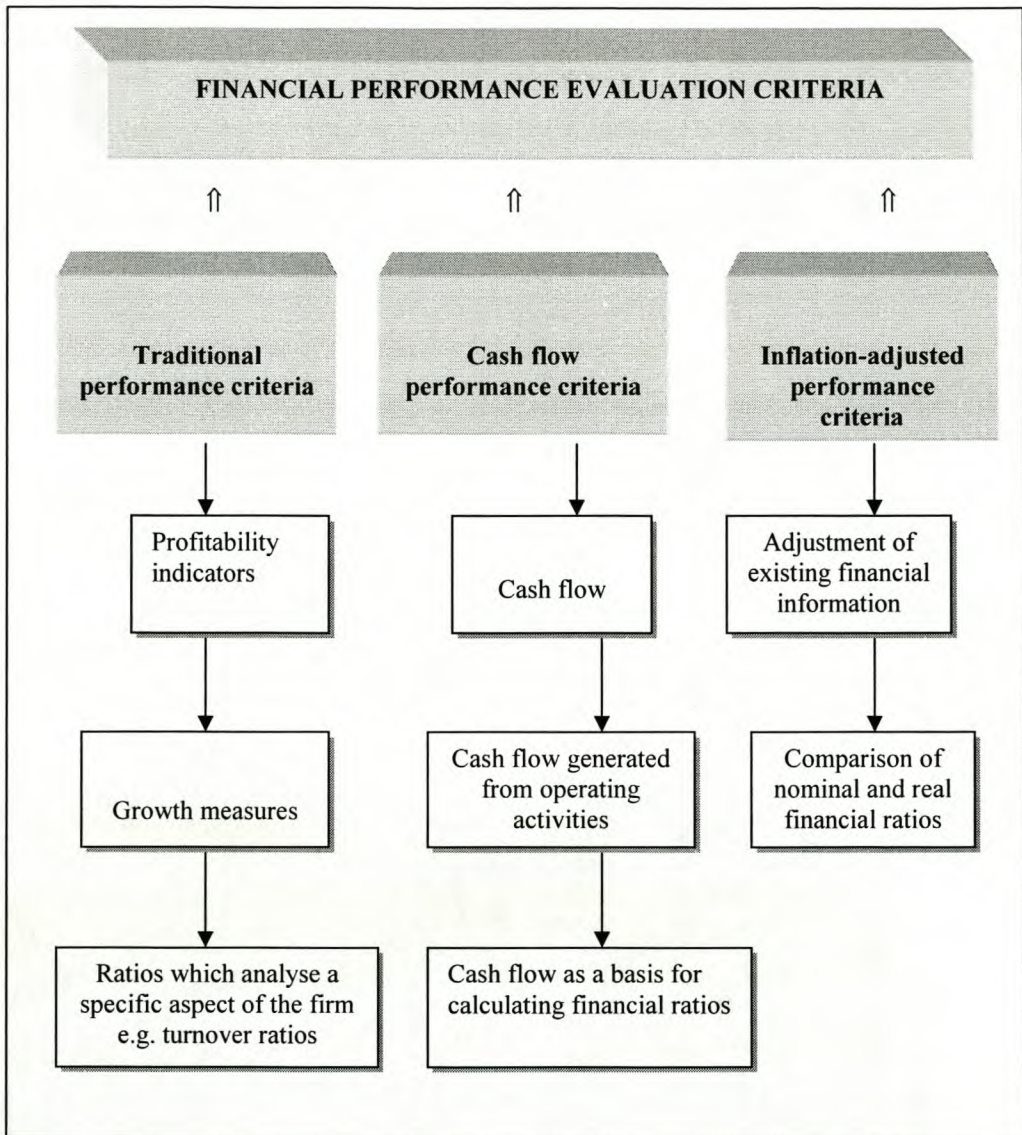 FINANCIAL PERFORMANCE EVALUATION CRITERIA
⇑ ⇑ ⇑
Traditional
performance criteria
Cash flow
performance criteria
Inflation-adjusted
performance
criteria
Profitability
indicators
Cash flow
Adjustment of
existing financial
information
Growth measures
Cash flow generated
from operating
activities
Comparison of
nominal and real
financial ratios
Ratios which analyse a
specific aspect of the firm
e.g. turnover ratios
Cash flow as a basis for
calculating financial ratios